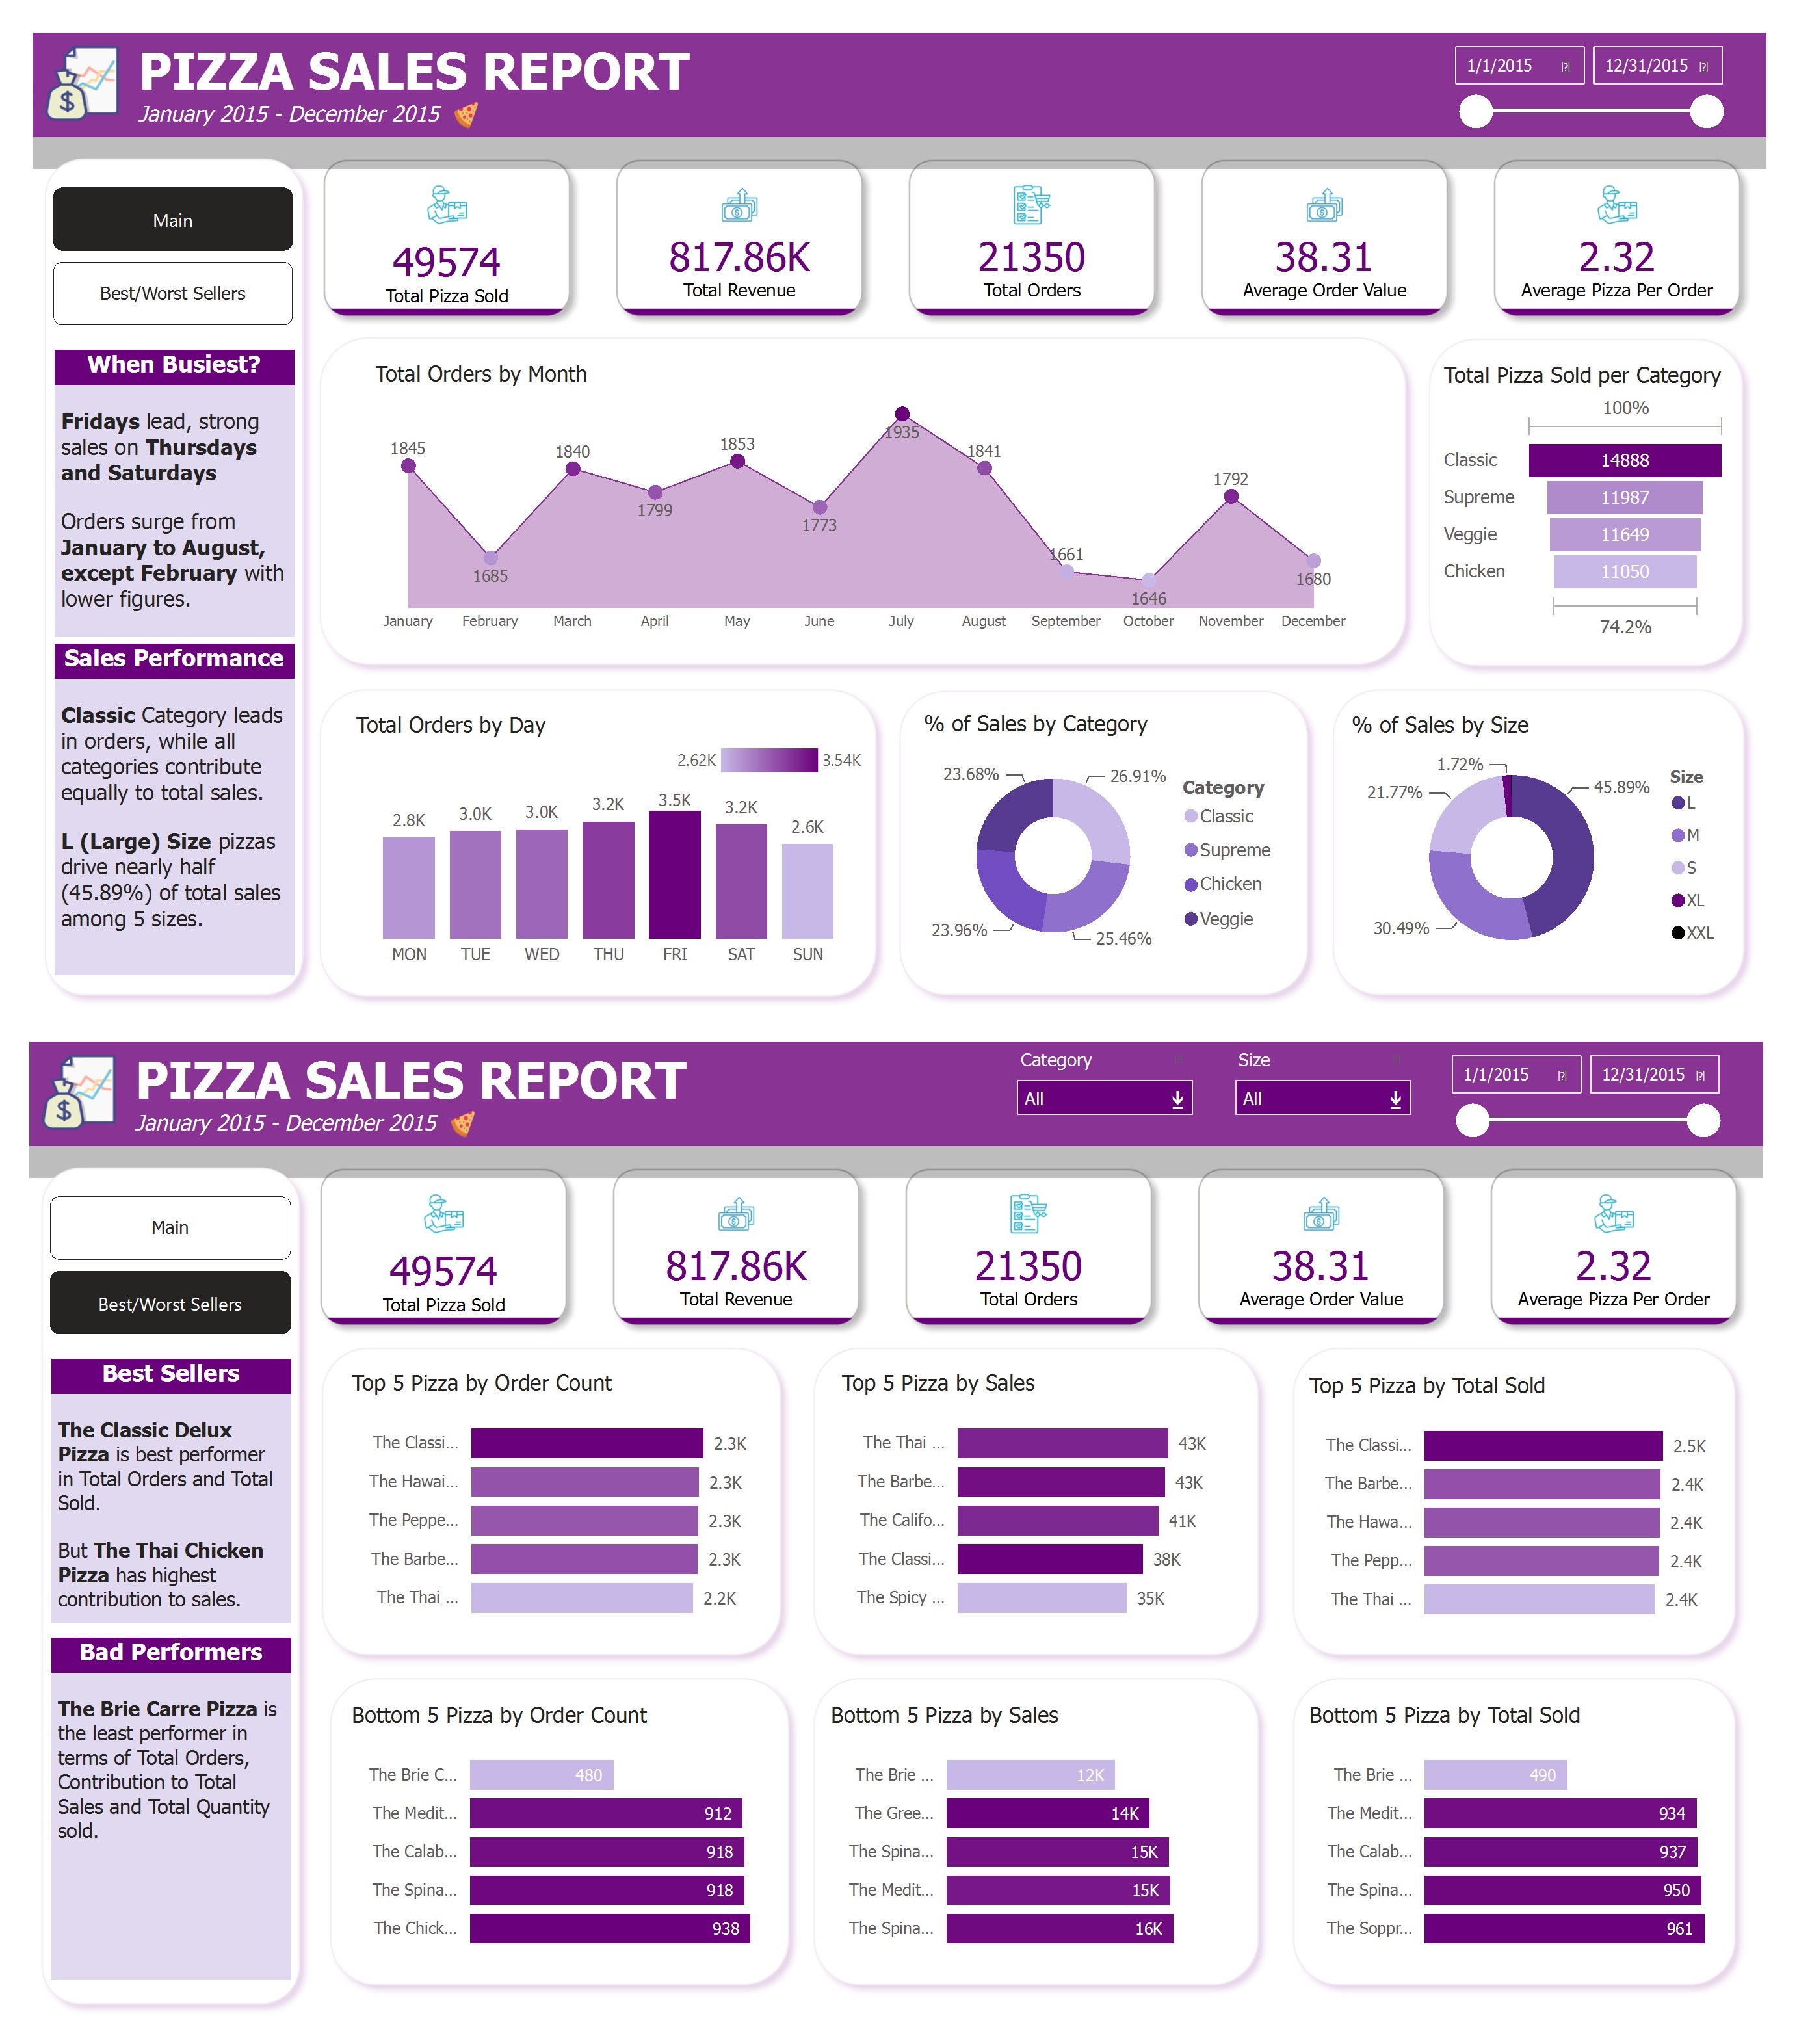 PIZZA SALES REPORT
January 2015 - December 2015
1/1/2015
12/31/2015
Main
Best/Worst Sellers
49574
Total Pizza Sold
817.86K
Total Revenue
21350
Total Orders
38.31
Average Order Value
2.32
Average Pizza Per Order
When Busiest?
Fridays lead, strong
sales on Thursdays
and Saturdays
Orders surge from
January to August,
except February with
lower figures.
Sales Performance
Classic Category leads
in orders, while all
categories contribute
equally to total sales.
L (Large) Size pizzas
drive nearly half
(45.89%) of total sales
among 5 sizes.
Total Orders by Month
1845
1685
1840
1799
1853
1773
1935
1841
1661
1646
1792
1680
January February March April May June July August September October November December
Total Pizza Sold per Category
100%
Classic 14888
Supreme 11987
Veggie 11649
Chicken 11050
74.2%
Total Orders by Day
2.62K 3.54K
2.8K 3.0K 3.0K 3.2K 3.5K 3.2K 2.6K
MON TUE WED THU FRI SAT SUN
% of Sales by Category
23.68% 26.91%
23.96% 25.46%
Category
Classic
Supreme
Chicken
Veggie
% of Sales by Size
1.72%
21.77% 45.89%
30.49%
Size
L
M
S
XL
XXL
PIZZA SALES REPORT
January 2015 - December 2015
Category
All
Size
All
1/1/2015
12/31/2015
Main
Best/Worst Sellers
49574
Total Pizza Sold
817.86K
Total Revenue
21350
Total Orders
38.31
Average Order Value
2.32
Average Pizza Per Order
Best Sellers
The Classic Delux
Pizza is best performer
in Total Orders and Total
Sold.
But The Thai Chicken
Pizza has highest
contribution to sales.
Bad Performers
The Brie Carre Pizza is
the least performer in
terms of Total Orders,
Contribution to Total
Sales and Total Quantity
sold.
Top 5 Pizza by Order Count
The Classi... 2.3K
The Hawai... 2.3K
The Peppe... 2.3K
The Barbe... 2.3K
The Thai ... 2.2K
Top 5 Pizza by Sales
The Thai ... 43K
The Barbe... 43K
The Califo... 41K
The Classi... 38K
The Spicy ... 35K
Top 5 Pizza by Total Sold
The Classi... 2.5K
The Barbe... 2.4K
The Hawa... 2.4K
The Pepp... 2.4K
The Thai ... 2.4K
Bottom 5 Pizza by Order Count
The Brie C... 480
The Medit... 912
The Calab... 918
The Spina... 918
The Chick... 938
Bottom 5 Pizza by Sales
The Brie ... 12K
The Gree... 14K
The Spina... 15K
The Medit... 15K
The Spina... 16K
Bottom 5 Pizza by Total Sold
The Brie ... 490
The Medit... 934
The Calab... 937
The Spina... 950
The Soppr... 961